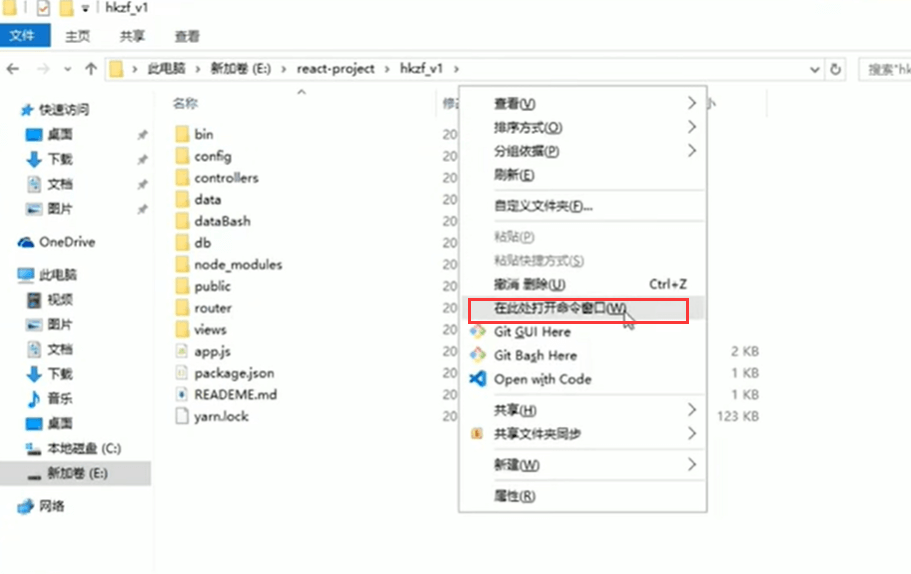 hkzf_v1
文件 主页 共享 查看
此电脑 新加卷 (E:) react-project hkzf_v1 搜索"hk
快速访问
桌面
下载
文档
图片
OneDrive
此电脑
视频
图片
文档
下载
音乐
桌面
本地磁盘 (C:)
新加卷 (E:)
网络
名称
bin
config
controllers
data
dataBash
db
node_modules
public
router
views
app.js
package.json
READEME.md
yarn.lock
20
20
20
20
20
20
20
20
20
20
20
20
20
20
查看(V)
排序方式(O)
分组依据(P)
刷新(E)
自定义文件夹(F)...
粘贴(P)
粘贴快捷方式(S)
撤消 删除(U) Ctrl+Z
在此处打开命令窗口(W)
Git GUI Here
Git Bash Here
Open with Code
共享(H)
共享文件夹同步
新建(W)
属性(R)
小
2 KB
1 KB
1 KB
123 KB